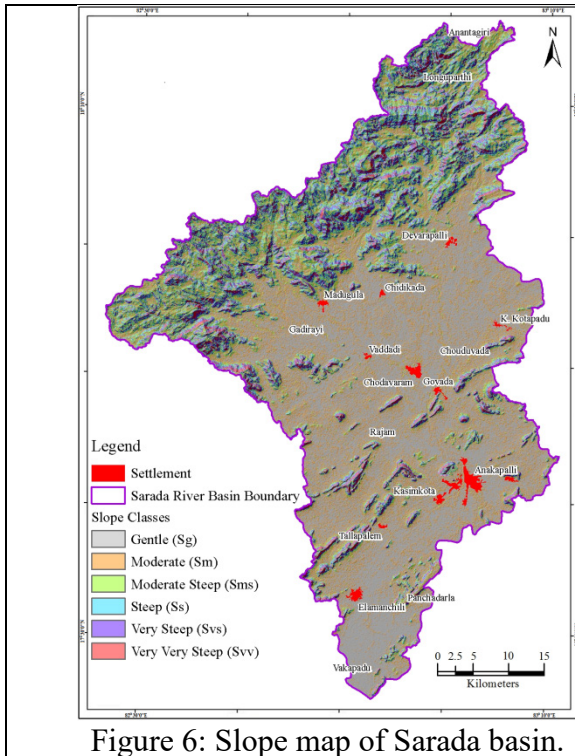 N
Anantagiri
Longuparthi
Devarapalli
Chidikada
Madugula
K. Kotapadu
Gadirayi
Chouduvada
Vaddadi
Chodavaram
Govada
Rajam
Anakapalli
Kasimkota
Tallapalem
Panchadarla
Elamanchili
Vakapadu
Legend
Settlement
Sarada River Basin Boundary
Slope Classes
Gentle (Sg)
Moderate (Sm)
Moderate Steep (Sms)
Steep (Ss)
Very Steep (Svs)
Very Very Steep (Svv)
0 2.5 5 10 15
Kilometers
Figure 6: Slope map of Sarada basin.